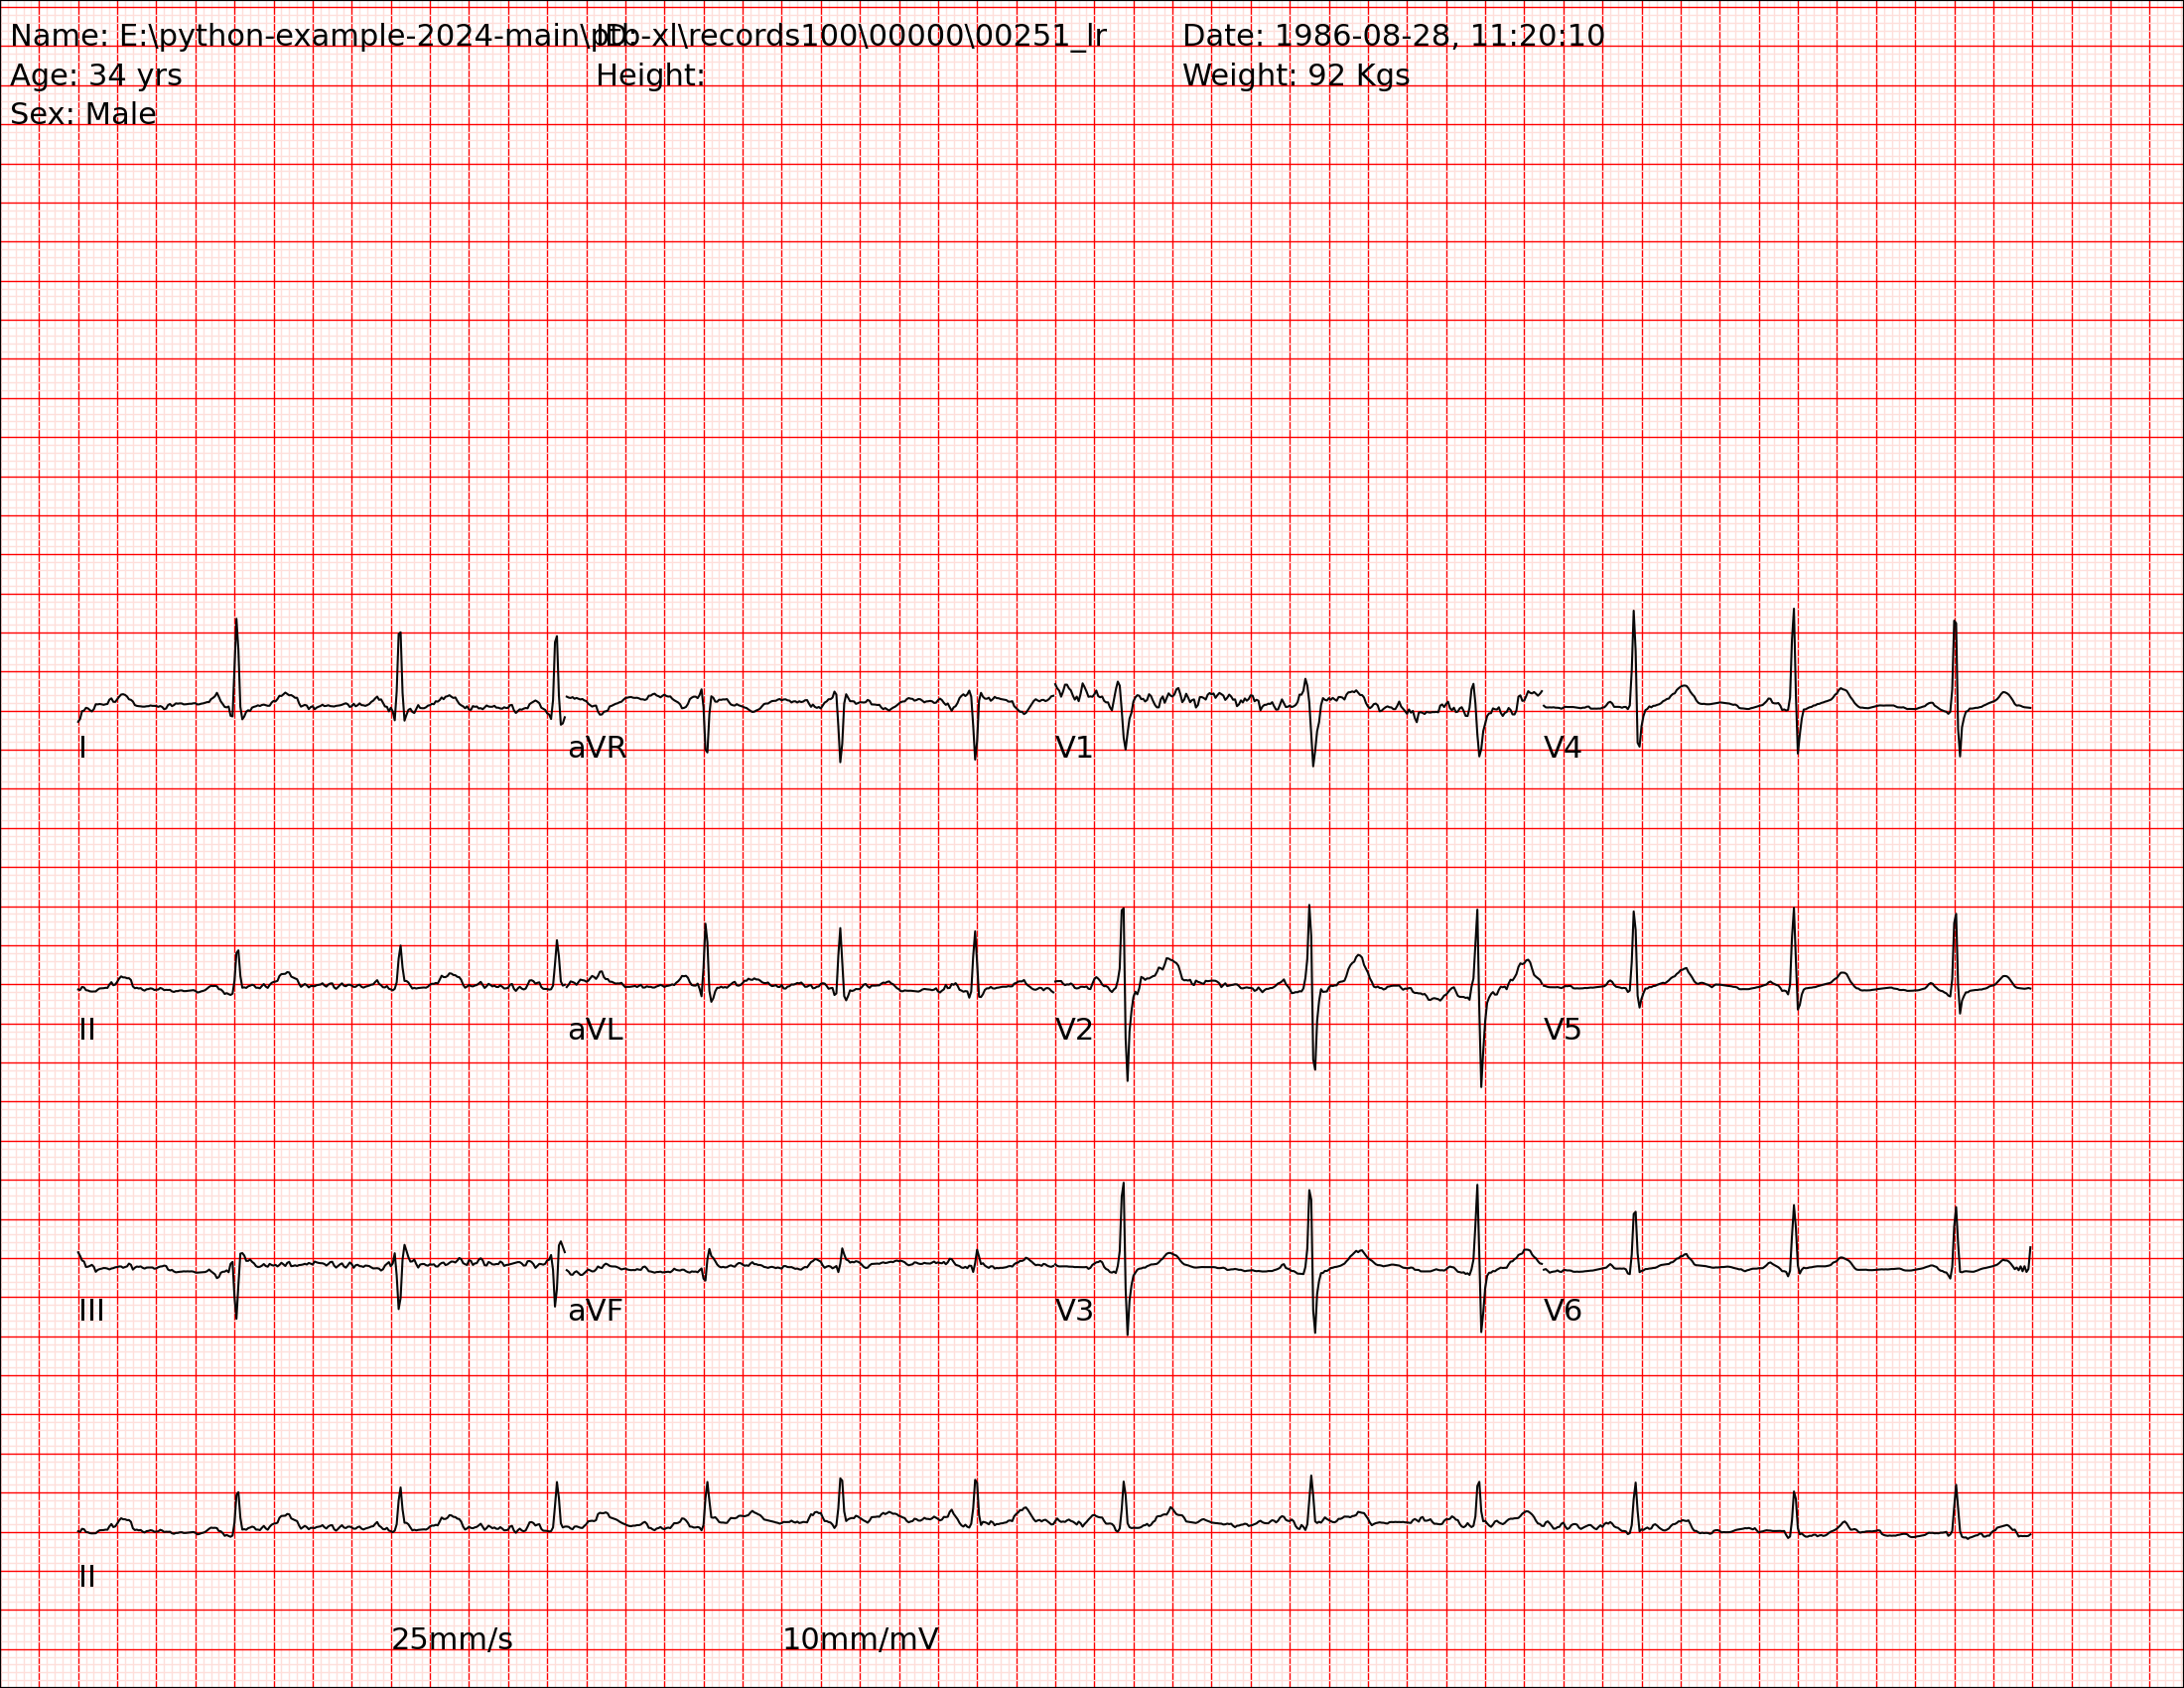 Name: E:\python-example-2024-main\ptb-xl\records100\00000\00251_lr ID: Date: 1986-08-28, 11:20:10
Age: 34 yrs Height: Weight: 92 Kgs
Sex: Male
I aVR V1 V4
II aVL V2 V5
III aVF V3 V6
II
25mm/s 10mm/mV